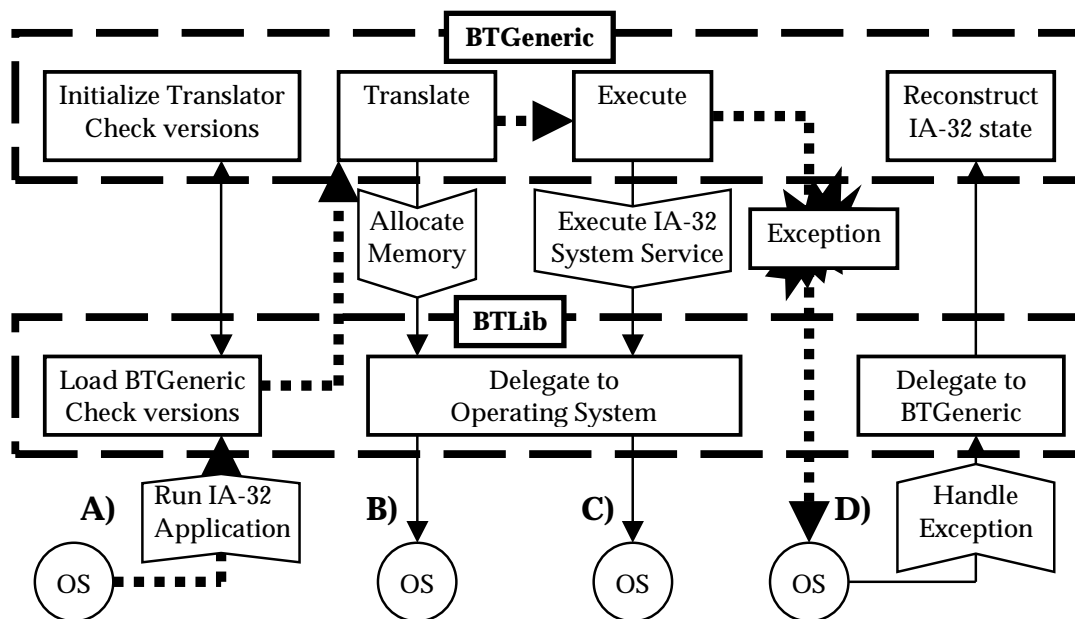 BTGeneric
Initialize Translator
Check versions
Translate
Execute
Reconstruct
IA-32 state
Allocate
Memory
Execute IA-32
System Service
Exception
BTLib
Load BTGeneric
Check versions
Delegate to
Operating System
Delegate to
BTGeneric
A)
Run IA-32
Application
B)
C)
D)
Handle
Exception
OS
OS
OS
OS